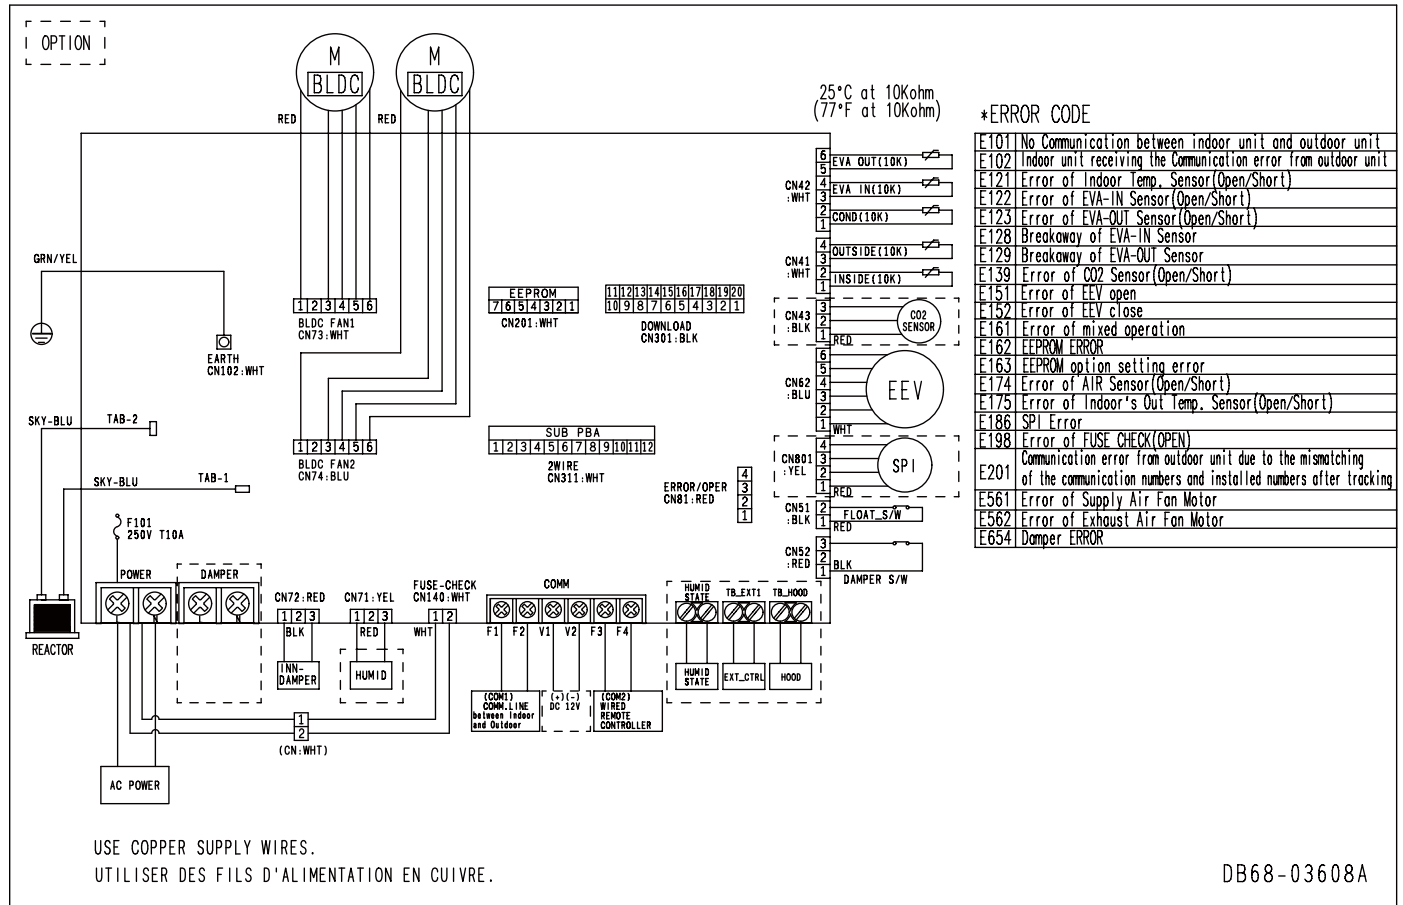 OPTION
M
BLDC
M
BLDC
RED
RED
25°C at 10Kohm
(77°F at 10Kohm)
*ERROR CODE
E101 No Communication between indoor unit and outdoor unit
E102 Indoor unit receiving the Communication error from outdoor unit
E121 Error of Indoor Temp. Sensor(Open/Short)
E122 Error of EVA-IN Sensor(Open/Short)
E123 Error of EVA-OUT Sensor(Open/Short)
E128 Breakaway of EVA-IN Sensor
E129 Breakaway of EVA-OUT Sensor
E139 Error of CO2 Sensor(Open/Short)
E151 Error of EEV open
E152 Error of EEV close
E161 Error of mixed operation
E162 EEPROM ERROR
E163 EEPROM option setting error
E174 Error of AIR Sensor(Open/Short)
E175 Error of Indoor's Out Temp. Sensor(Open/Short)
E186 SPI Error
E198 Error of FUSE CHECK(OPEN)
E201 Communication error from outdoor unit due to the mismatching
of the communication numbers and installed numbers after tracking
E561 Error of Supply Air Fan Motor
E562 Error of Exhaust Air Fan Motor
E654 Damper ERROR
CN42
:WHT
6
5
4
3
2
1
EVA OUT(10K)
EVA IN(10K)
COND(10K)
CN41
:WHT
4
3
2
1
OUTSIDE(10K)
INSIDE(10K)
CN43
:BLK
3
2
1
RED
CO2
SENSOR
CN62
:BLU
6
5
4
3
2
1
WHT
EEV
CN801
:YEL
4
3
2
1
RED
SPI
CN51
:BLK
2
1
FLOAT_S/W
RED
CN52
:RED
3
2
1
BLK
DAMPER S/W
GRN/YEL
EARTH
CN102:WHT
1 2 3 4 5 6
BLDC FAN1
CN73:WHT
EEPROM
7 6 5 4 3 2 1
CN201:WHT
11 12 13 14 15 16 17 18 19 20
10 9 8 7 6 5 4 3 2 1
DOWNLOAD
CN301:BLK
SKY-BLU
TAB-2
1 2 3 4 5 6
BLDC FAN2
CN74:BLU
SUB PBA
1 2 3 4 5 6 7 8 9 10 11 12
2WIRE
CN311:WHT
ERROR/OPER
CN81:RED
4
3
2
1
SKY-BLU
TAB-1
F101
250V T10A
POWER
DAMPER
REACTOR
CN72:RED
1 2 3
BLK
INN-
DAMPER
CN71:YEL
1 2 3
RED
HUMID
FUSE-CHECK
CN140:WHT
1 2
WHT
COMM
F1 F2 V1 V2 F3 F4
(COM1)
COMM.LINE
between Indoor
and Outdoor
(+)(-)
DC 12V
(COM2)
WIRED
REMOTE
CONTROLLER
HUMID
STATE
TB_EXT1
TB_HOOD
HUMID
STATE
EXT_CTRL
HOOD
1
2
(CN:WHT)
AC POWER
USE COPPER SUPPLY WIRES.
UTILISER DES FILS D'ALIMENTATION EN CUIVRE.
DB68-03608A